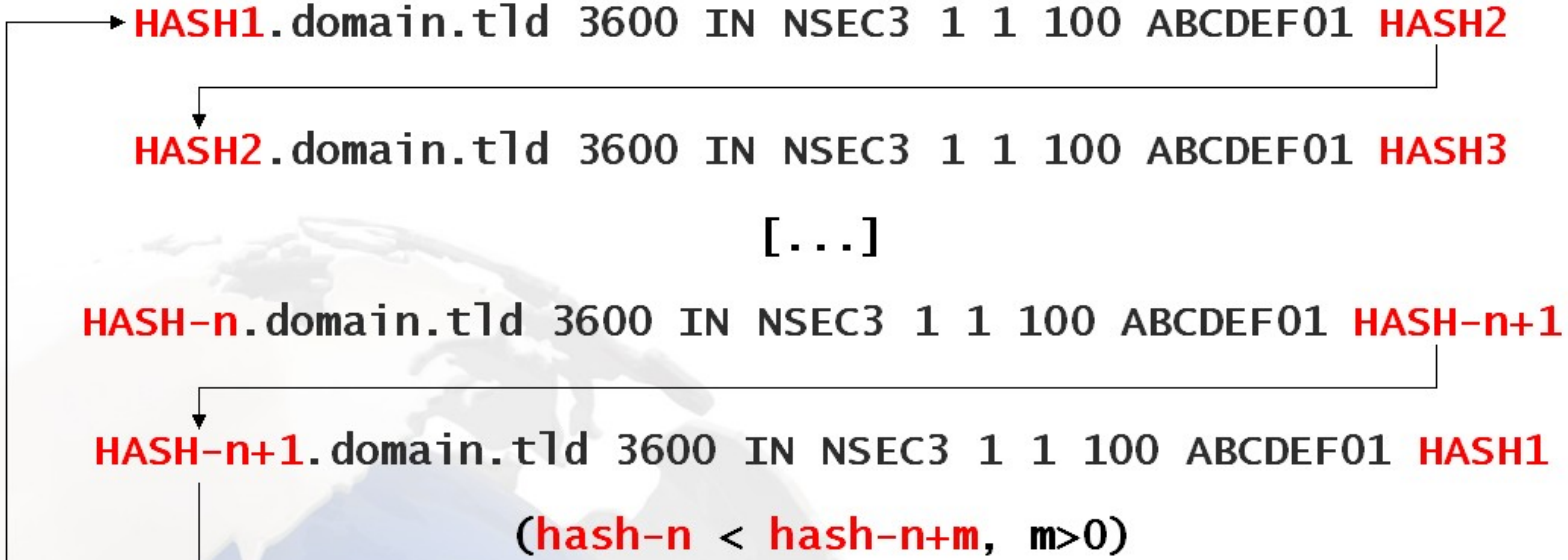 HASH1.domain.tld 3600 IN NSEC3 1 1 100 ABCDEF01 HASH2
HASH2.domain.tld 3600 IN NSEC3 1 1 100 ABCDEF01 HASH3
[...]
HASH-n.domain.tld 3600 IN NSEC3 1 1 100 ABCDEF01 HASH-n+1
HASH-n+1.domain.tld 3600 IN NSEC3 1 1 100 ABCDEF01 HASH1
(hash-n < hash-n+m, m>0)